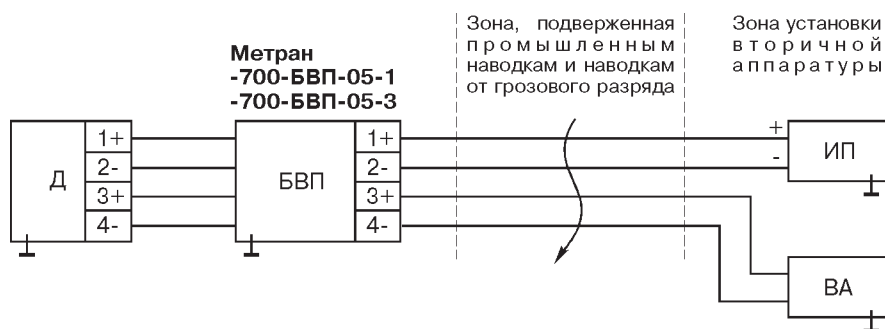 Метран
-700-БВП-05-1
-700-БВП-05-3
Зона, подверженная
промышленным
наводкам и наводкам
от грозового разряда
Зона установки
вторичной
аппаратуры
Д
1+
2-
3+
4-
БВП
1+
2-
3+
4-
+
-
ИП
ВА